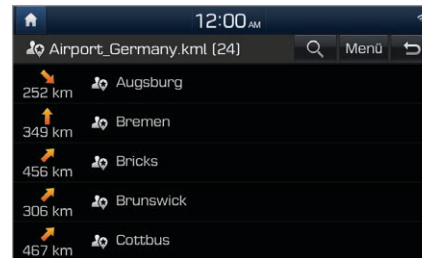 12:00 AM
Airport_Germany.kml (24) Menü
252 km Augsburg
349 km Bremen
456 km Bricks
306 km Brunswick
467 km Cottbus